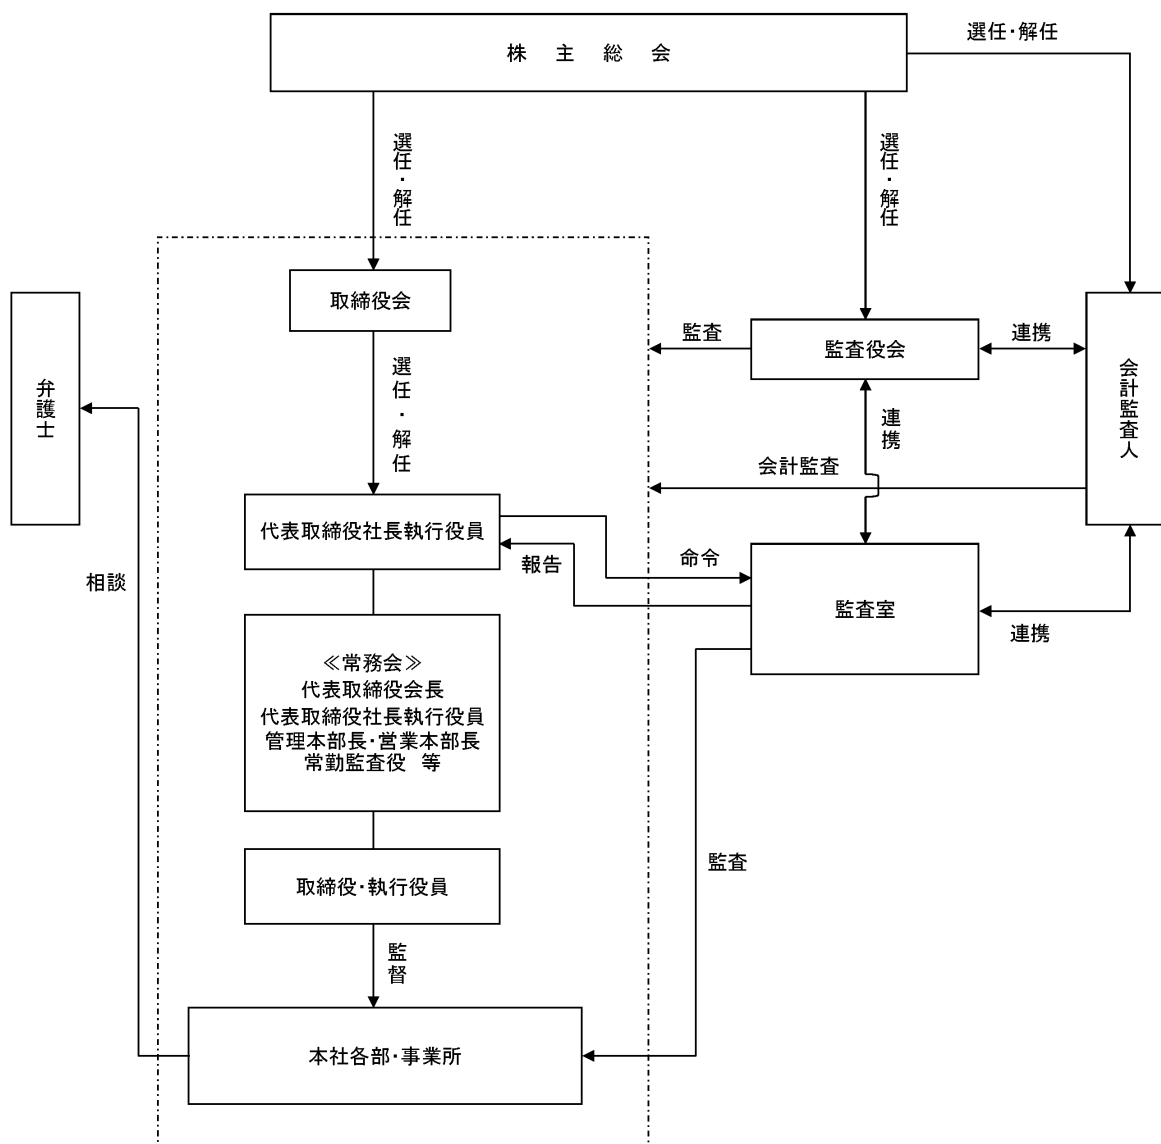 株 主 総 会
選任・解任
選任・解任
選任・解任
取締役会
監査
監査役会
連携
会計監査人
弁護士
選任・解任
連携
会計監査
代表取締役社長執行役員
報告
命令
監査室
連携
相談
≪常務会≫
代表取締役会長
代表取締役社長執行役員
管理本部長・営業本部長
常勤監査役 等
監査
取締役・執行役員
監督
本社各部・事業所